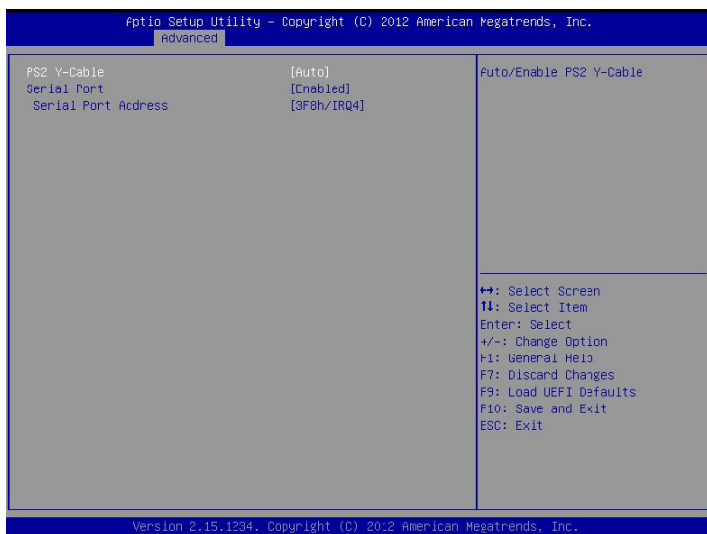 Aptio Setup Utility - Copyright (C) 2012 American Megatrends, Inc.
Advanced
PS2 Y-Cable [Auto]
Serial Port [Enabled]
Serial Port Address [3F8h/IRQ4]
Auto/Enable PS2 Y-Cable
↔: Select Screen
↑↓: Select Item
Enter: Select
+/-: Change Option
F1: General Help
F7: Discard Changes
F9: Load UEFI Defaults
F10: Save and Exit
ESC: Exit
Version 2.15.1234. Copyright (C) 2012 American Megatrends, Inc.